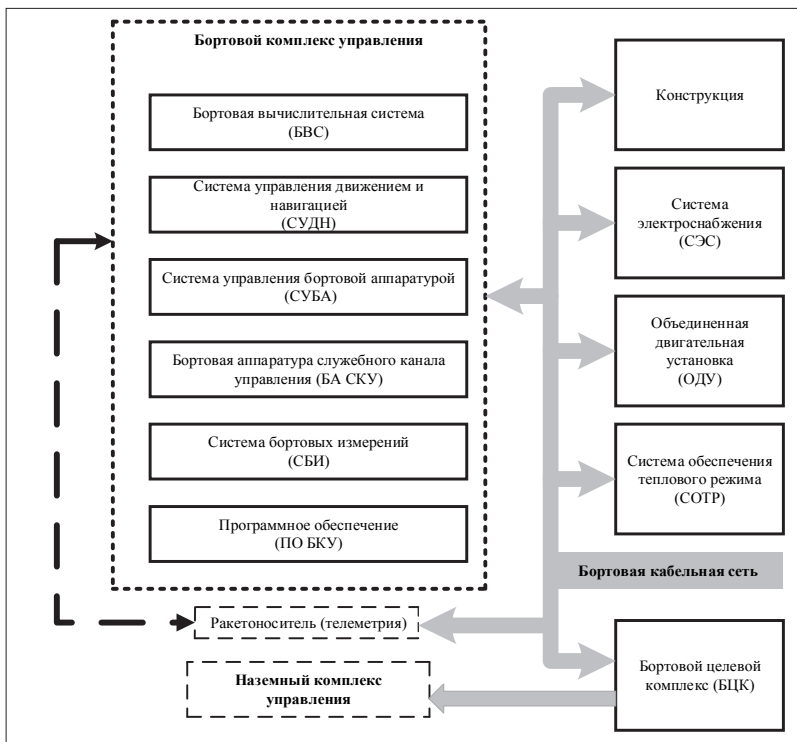 Бортовой комплекс управления
Бортовая вычислительная система
(БВС)
Система управления движением и
навигацией
(СУДН)
Система управления бортовой аппаратурой
(СУБА)
Бортовая аппаратура служебного канала
управления (БА СКУ)
Система бортовых измерений
(СБИ)
Программное обеспечение
(ПО БКУ)
Ракетоноситель (телеметрия)
Наземный комплекс
управления
Конструкция
Система
электроснабжения
(СЭС)
Объединенная
двигательная
установка
(ОДУ)
Система обеспечения
теплового режима
(СОТР)
Бортовая кабельная сеть
Бортовой целевой
комплекс (БЦК)